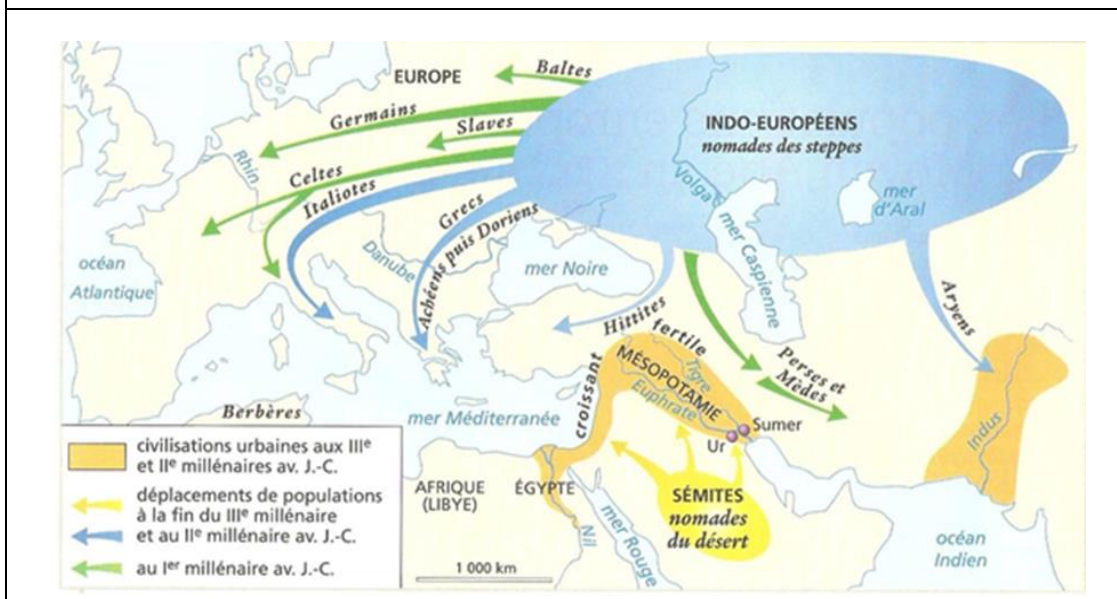 EUROPE
Baltes
Germains
Slaves
Rhin
Celtes
Italiotes
Grecs
Achéens puis Doriens
Danube
INDO-EUROPÉENS
nomades des steppes
Volga
mer Caspienne
mer
d'Aral
océan
Atlantique
mer Noire
Hittites
Aryens
Perses et
Mèdes
croissant
fertile
MÉSOPOTAMIE
Tigre
Euphrate
Sumer
Ur
Indus
Berbères
mer Méditerranée
AFRIQUE
(LIBYE)
ÉGYPTE
Nil
mer Rouge
SÉMITES
nomades
du désert
océan
Indien
civilisations urbaines aux IIIe
et IIe millénaires av. J.-C.
déplacements de populations
à la fin du IIIe millénaire
et au IIe millénaire av. J.-C.
au Ier millénaire av. J.-C.
1 000 km